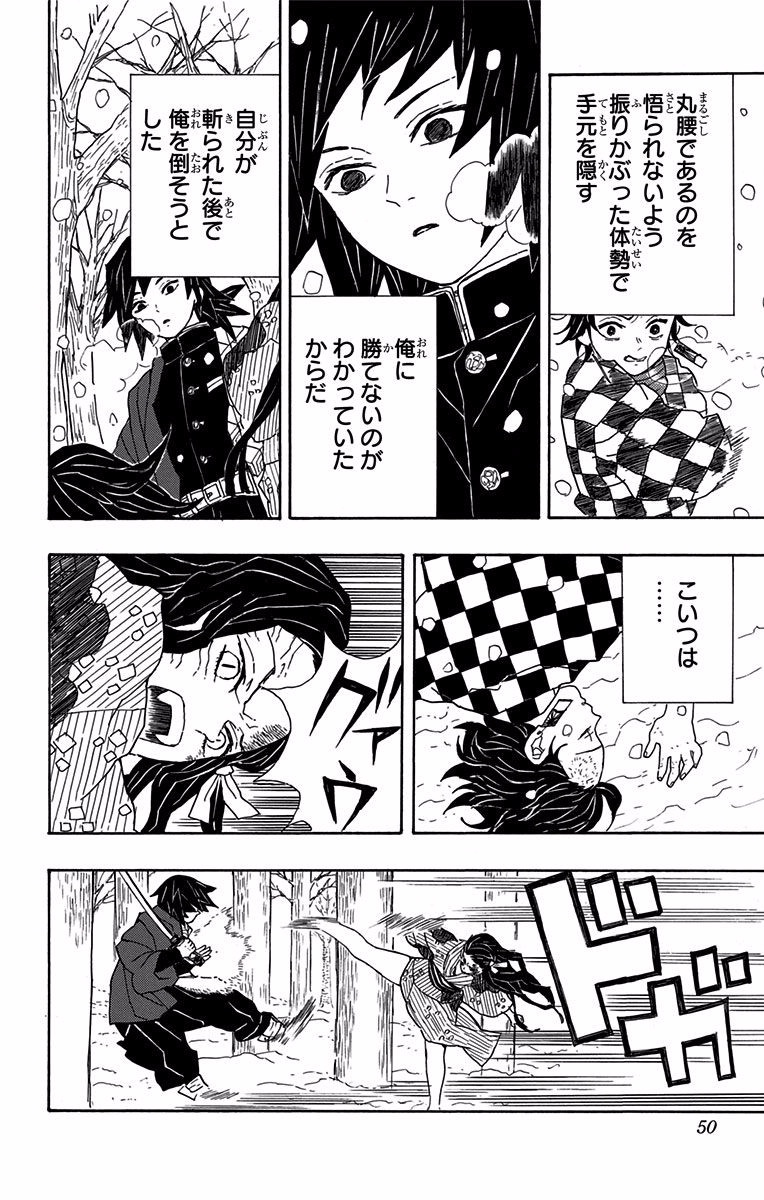 丸腰であるのを
悟られないよう
振りかぶった体勢で
手元を隠す
俺に
勝てないのが
わかっていた
からだ
自分が
斬られた後で
俺を倒そうと
した
こいつは
……
グァゥ
ドガ
50